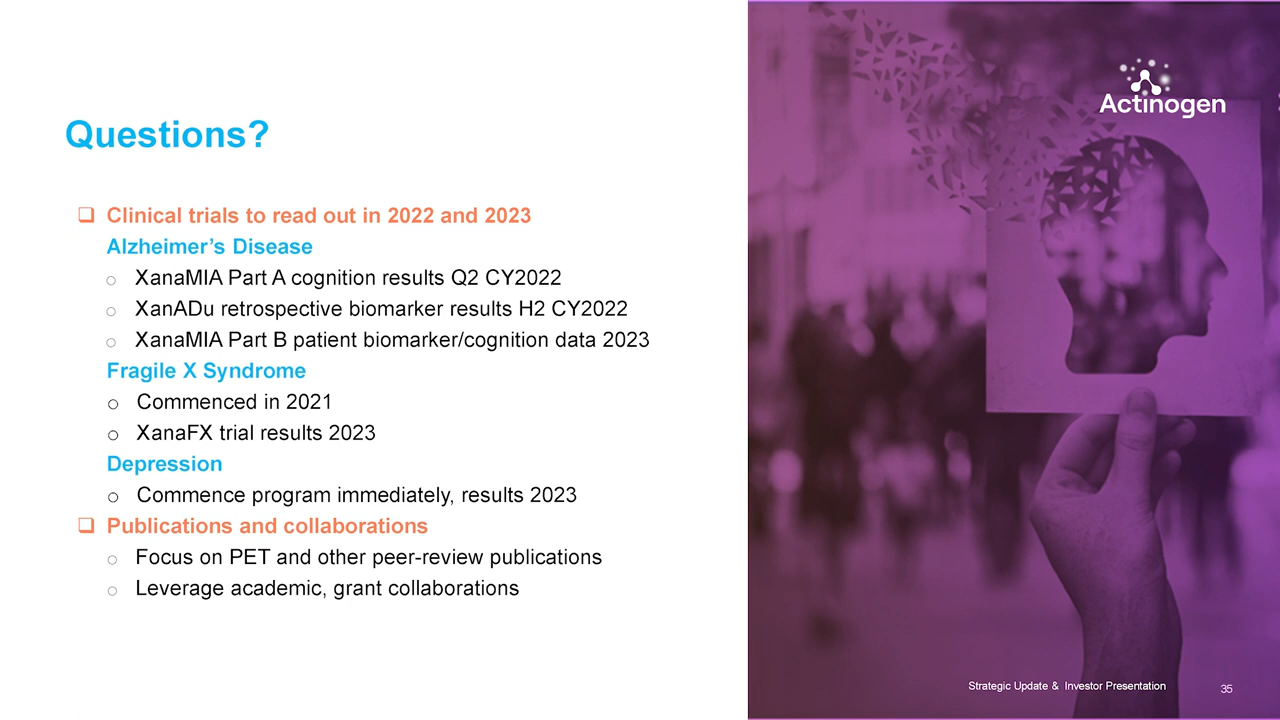 Actinogen
Questions?
❑ Clinical trials to read out in 2022 and 2023
Alzheimer’s Disease
o XanaMIA Part A cognition results Q2 CY2022
o XanADu retrospective biomarker results H2 CY2022
o XanaMIA Part B patient biomarker/cognition data 2023
Fragile X Syndrome
o Commenced in 2021
o XanaFX trial results 2023
Depression
o Commence program immediately, results 2023
❑ Publications and collaborations
o Focus on PET and other peer-review publications
o Leverage academic, grant collaborations
Strategic Update & Investor Presentation 35